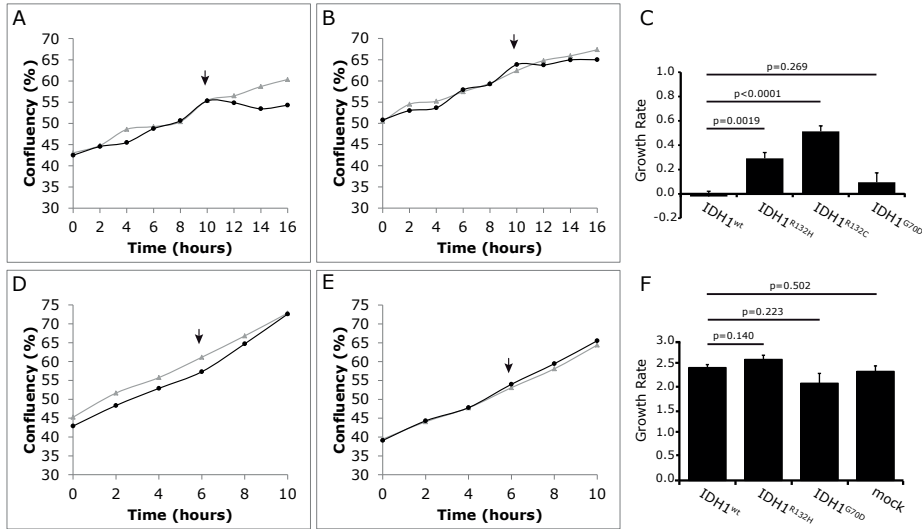 A
Confluency (%)
70
65
60
55
50
45
40
35
30
0 2 4 6 8 10 12 14 16
Time (hours)
B
Confluency (%)
70
65
60
55
50
45
40
35
30
0 2 4 6 8 10 12 14 16
Time (hours)
C
p=0.269
p<0.0001
p=0.0019
Growth Rate
1.0
0.8
0.6
0.4
0.2
0.0
-0.2
IDH1wt IDH1R132H IDH1R132C IDH1G70D
D
Confluency (%)
75
70
65
60
55
50
45
40
35
30
0 2 4 6 8 10
Time (hours)
E
Confluency (%)
75
70
65
60
55
50
45
40
35
30
0 2 4 6 8 10
Time (hours)
F
p=0.502
p=0.223
p=0.140
Growth Rate
3.0
2.5
2.0
1.5
1.0
0.5
0.0
IDH1wt IDH1R132H IDH1G70D mock